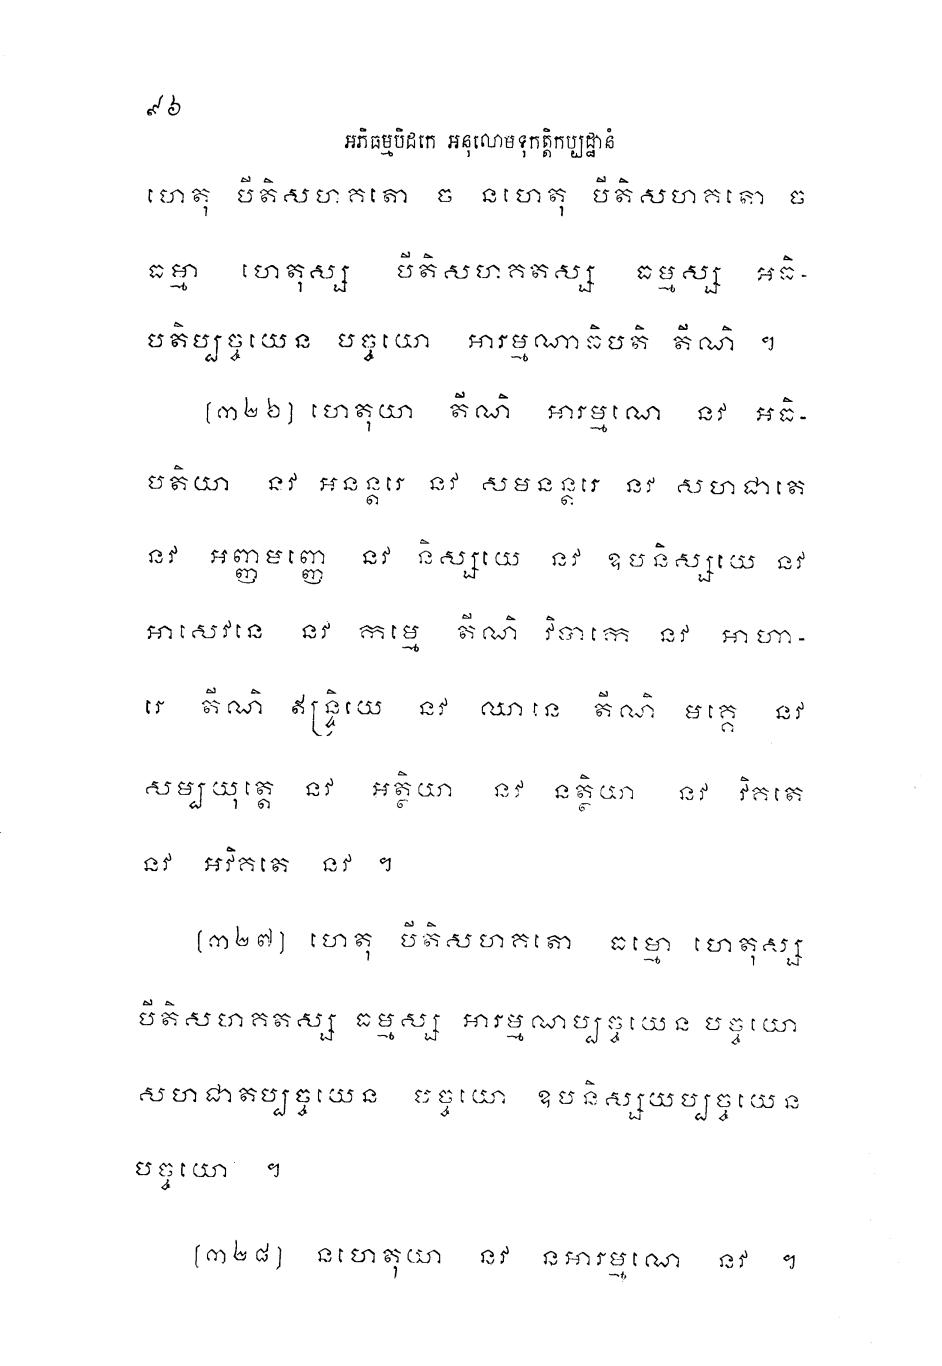 ៩៦
អភិធម្មបិដកេ អនុលោមទុកត្តិកប្បដ្ឋានំ
ហេតុ បីតិសហគតោ ច នហេតុ បីតិសហគតោ ច
ធម្មា ហេតុស្ស បីតិសហគតស្ស ធម្មស្ស អធិ-
បតិប្បច្ចយេន បច្ចយោ អារម្មណាធិបតិ តីណិ ។
[៣២៦] ហេតុយា តីណិ អារម្មណេ នវ អធិ-
បតិយា នវ អនន្តរេ នវ សមនន្តរេ នវ សហជាតេ
នវ អញ្ញមញ្ញេ នវ និស្សយេ នវ ឧបនិស្សយេ នវ
អាសេវនេ នវ កម្មេ តីណិ វិបាកេ នវ អាហា-
រេ តីណិ ឥន្ទ្រិយេ នវ ឈានេ តីណិ មគ្គេ នវ
សម្បយុត្តេ នវ អត្ថិយា នវ នត្ថិយា នវ វិគតេ
នវ អវិគតេ នវ ។
[៣២៧] ហេតុ បីតិសហគតោ ធម្មោ ហេតុស្ស
បីតិសហគតស្ស ធម្មស្ស អារម្មណប្បច្ចយេន បច្ចយោ
សហជាតប្បច្ចយេន បច្ចយោ ឧបនិស្សយប្បច្ចយេន
បច្ចយោ ។
[៣២៨] នហេតុយា នវ នអារម្មណេ នវ ។